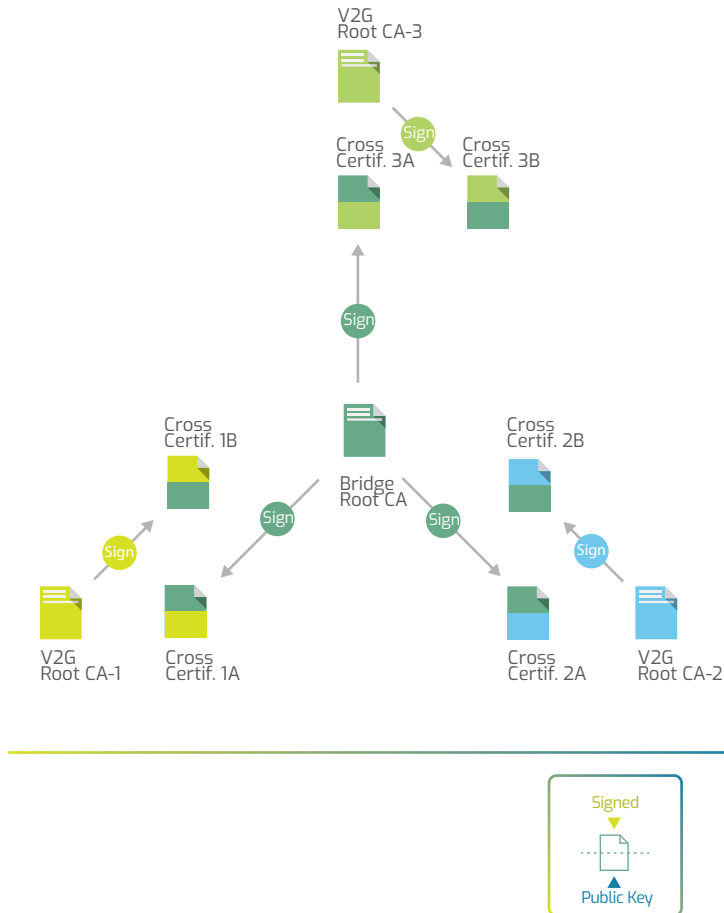 V2G
Root CA-3
Sign
Cross
Certif. 3A
Cross
Certif. 3B
Sign
Cross
Certif. 1B
Bridge
Root CA
Cross
Certif. 2B
Sign
Sign
Sign
Sign
V2G
Root CA-1
Cross
Certif. 1A
Cross
Certif. 2A
V2G
Root CA-2
Signed
Public Key